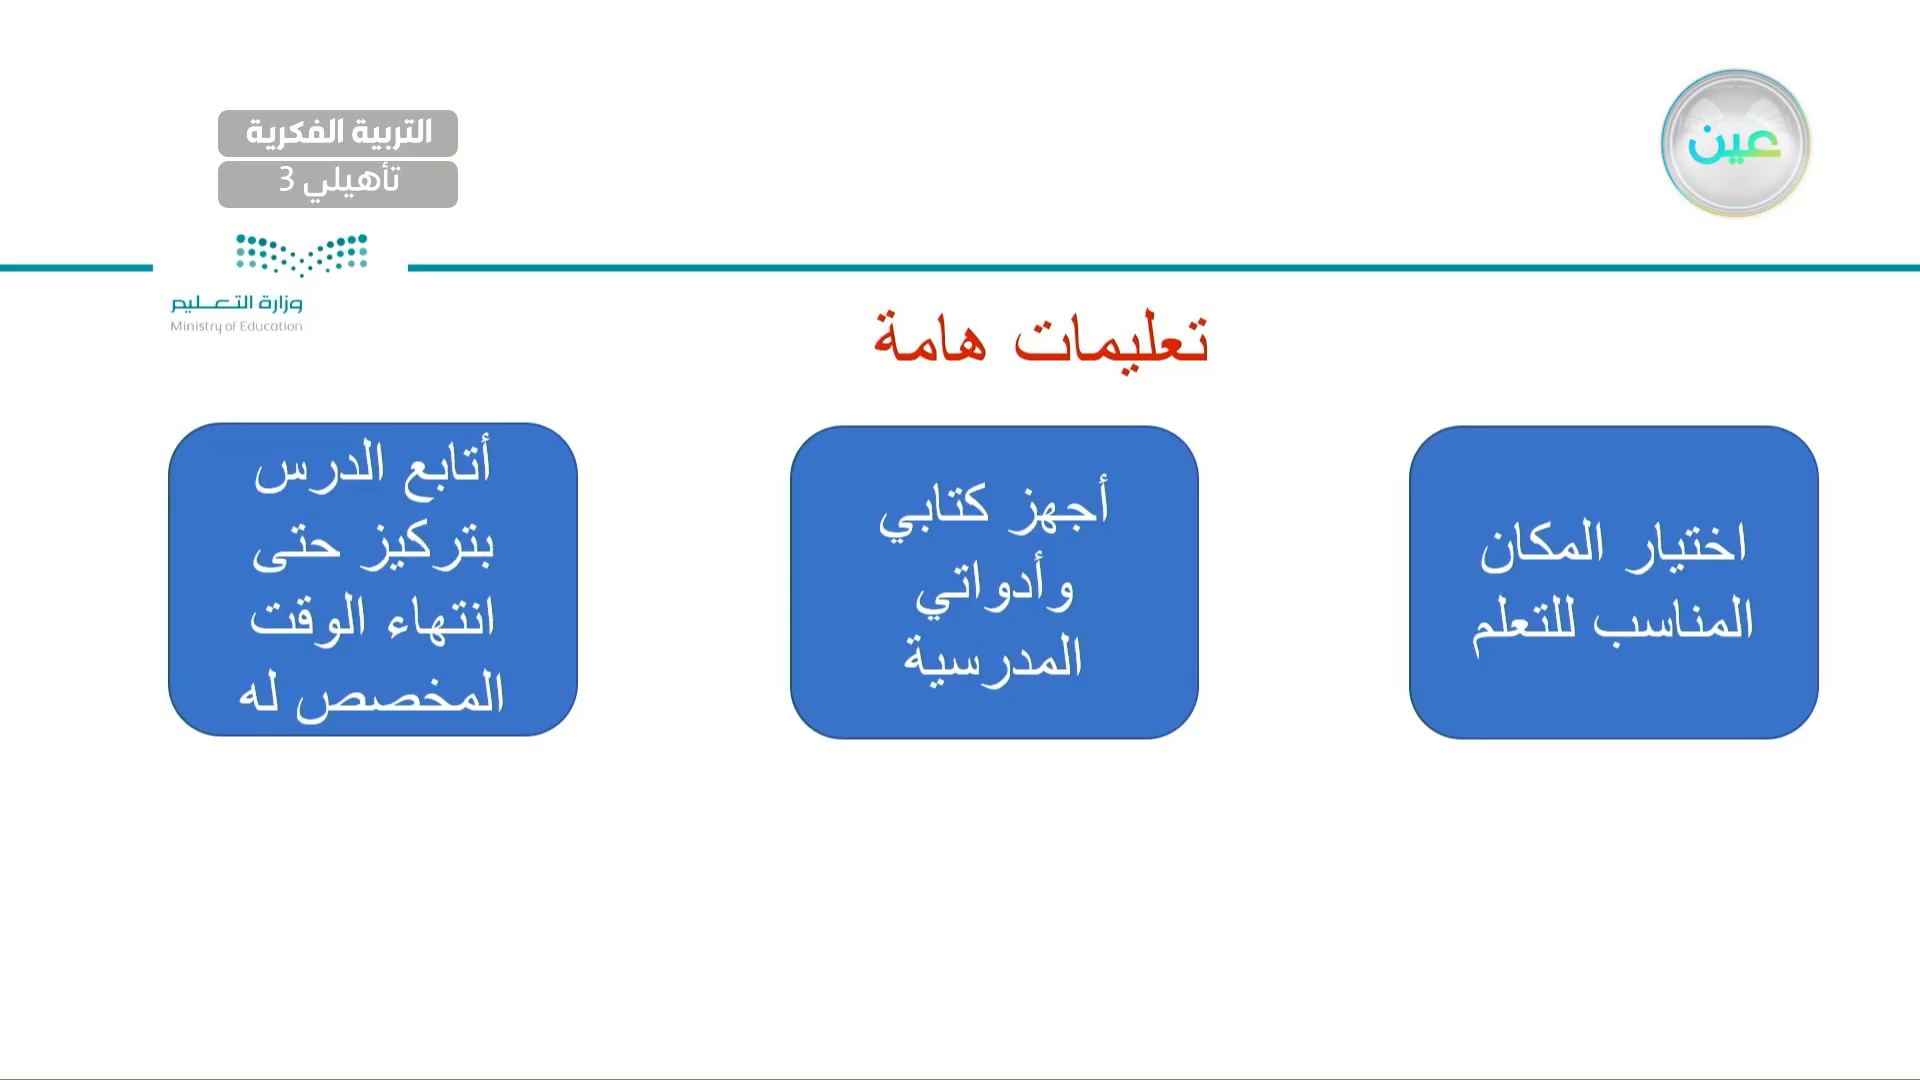 عين
التربية الفكرية
تأهيلي 3
وزارة التعليم
Ministry of Education
تعليمات هامة
اختيار المكان
المناسب للتعلم
أجهز كتابي
وأدواتي
المدرسية
أتابع الدرس
بتركيز حتى
انتهاء الوقت
المخصص له